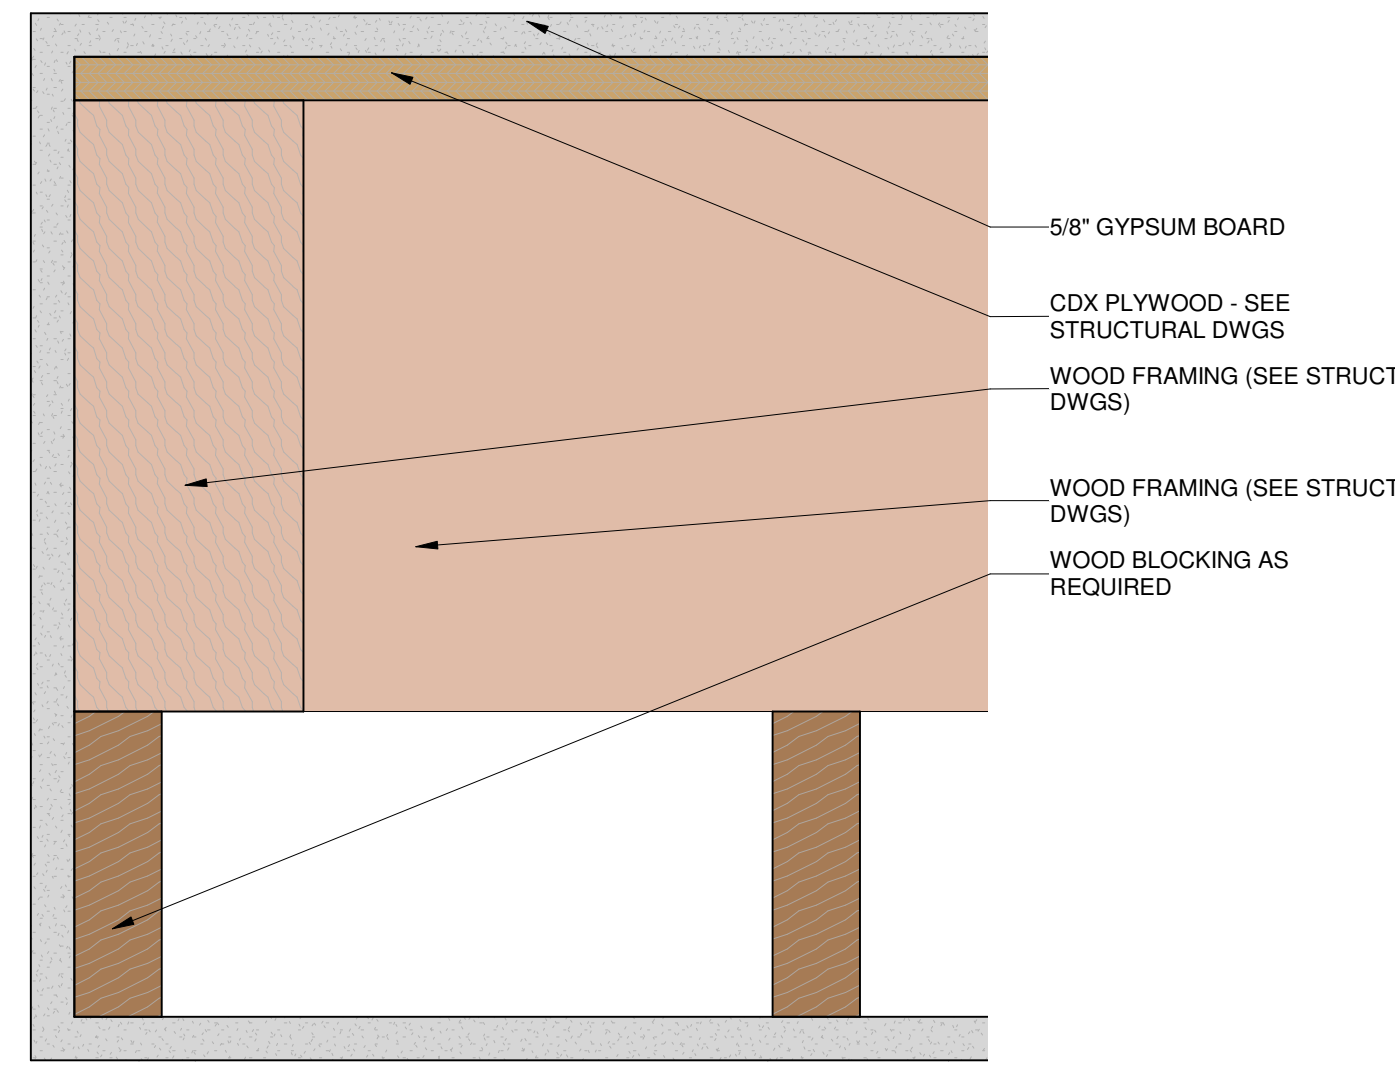 5/8" GYPSUM BOARD
CDX PLYWOOD - SEE
STRUCTURAL DWGS
WOOD FRAMING (SEE STRUCT
DWGS)
WOOD FRAMING (SEE STRUCT
DWGS)
WOOD BLOCKING AS
REQUIRED